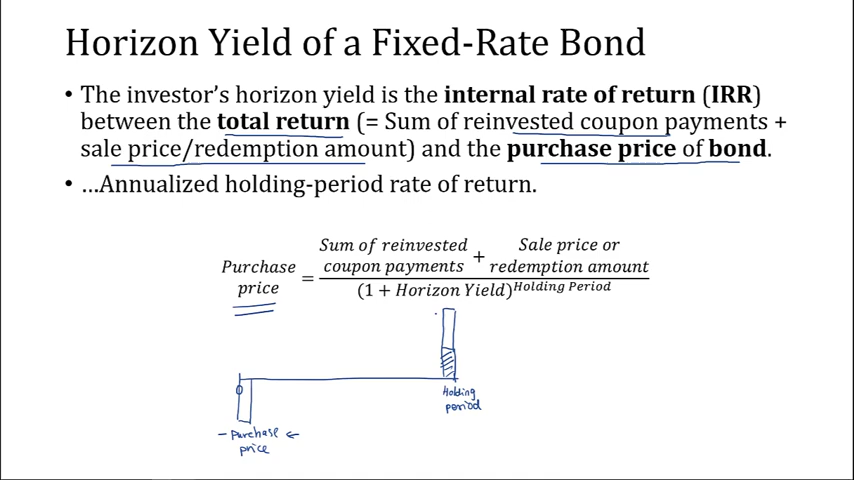 Horizon Yield of a Fixed-Rate Bond
• The investor's horizon yield is the internal rate of return (IRR)
between the total return (= Sum of reinvested coupon payments +
sale price/redemption amount) and the purchase price of bond.
• …Annualized holding-period rate of return.
Purchase price = (Sum of reinvested coupon payments + Sale price or redemption amount) / (1 + Horizon Yield)^Holding Period
0
Holding
period
- Purchase ←
price